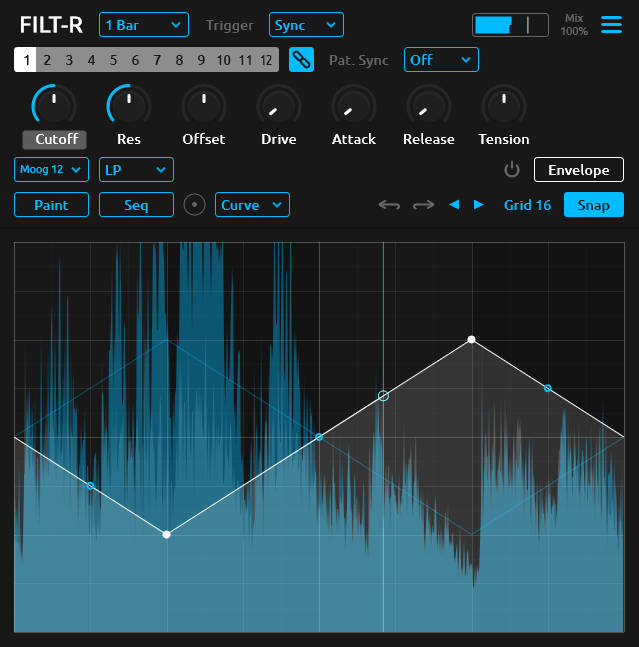 FILT-R 1 Bar Trigger Sync Mix 100%
1 2 3 4 5 6 7 8 9 10 11 12 Pat. Sync Off
Cutoff Res Offset Drive Attack Release Tension
Moog 12 LP Envelope
Paint Seq Curve Grid 16 Snap